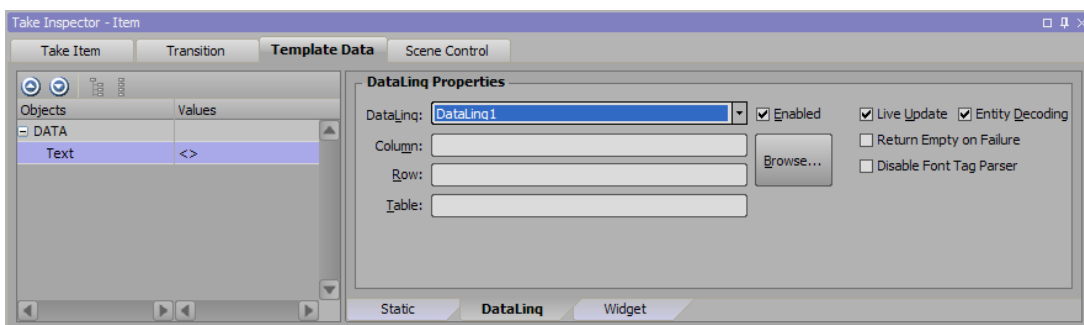 Take Inspector - Item
Take Item Transition Template Data Scene Control
Objects Values
DATA
Text <>
DataLinq Properties
DataLinq: DataLinq1 Enabled Live Update Entity Decoding
Column: Return Empty on Failure
Browse...
Row: Disable Font Tag Parser
Table:
Static DataLinq Widget